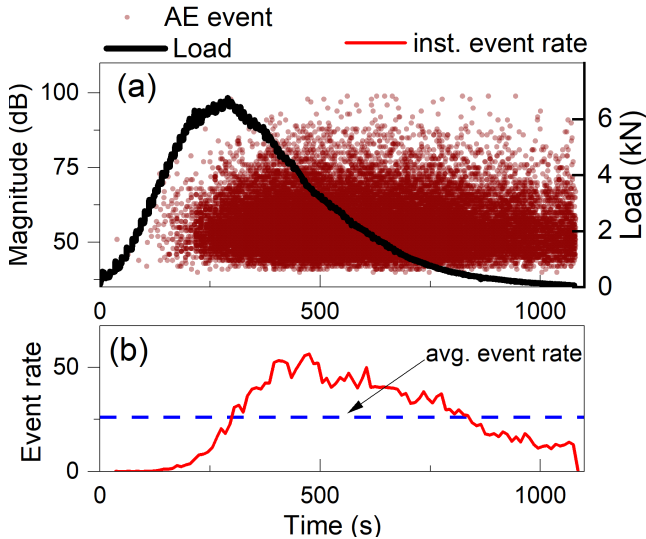 AE event
Load
inst. event rate
(a)
Magnitude (dB)
100
75
50
Load (kN)
6
4
2
0
0
500
1000
(b)
avg. event rate
Event rate
50
0
0
500
1000
Time (s)